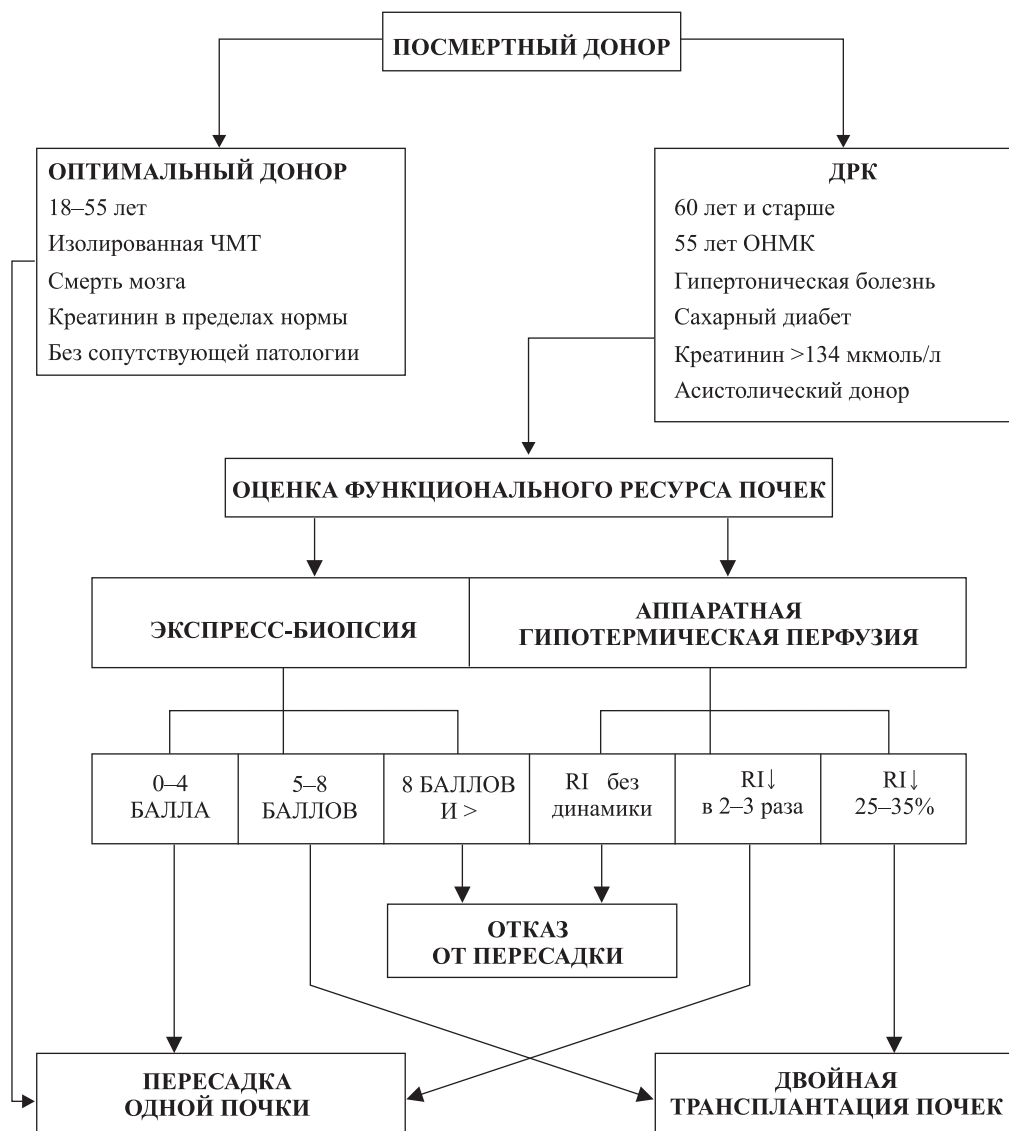 ПОСМЕРТНЫЙ ДОНОР
ОПТИМАЛЬНЫЙ ДОНОР
18–55 лет
Изолированная ЧМТ
Смерть мозга
Креатинин в пределах нормы
Без сопутствующей патологии
ДРК
60 лет и старше
55 лет ОНМК
Гипертоническая болезнь
Сахарный диабет
Креатинин >134 мкмоль/л
Асистолический донор
ОЦЕНКА ФУНКЦИОНАЛЬНОГО РЕСУРСА ПОЧЕК
ЭКСПРЕСС-БИОПСИЯ
АППАРАТНАЯ
ГИПОТЕРМИЧЕСКАЯ ПЕРФУЗИЯ
0–4
БАЛЛА
5–8
БАЛЛОВ
8 БАЛЛОВ
И >
RI без
динамики
RI↓
в 2–3 раза
RI↓
25–35%
ОТКАЗ
ОТ ПЕРЕСАДКИ
ПЕРЕСАДКА
ОДНОЙ ПОЧКИ
ДВОЙНАЯ
ТРАНСПЛАНТАЦИЯ ПОЧЕК